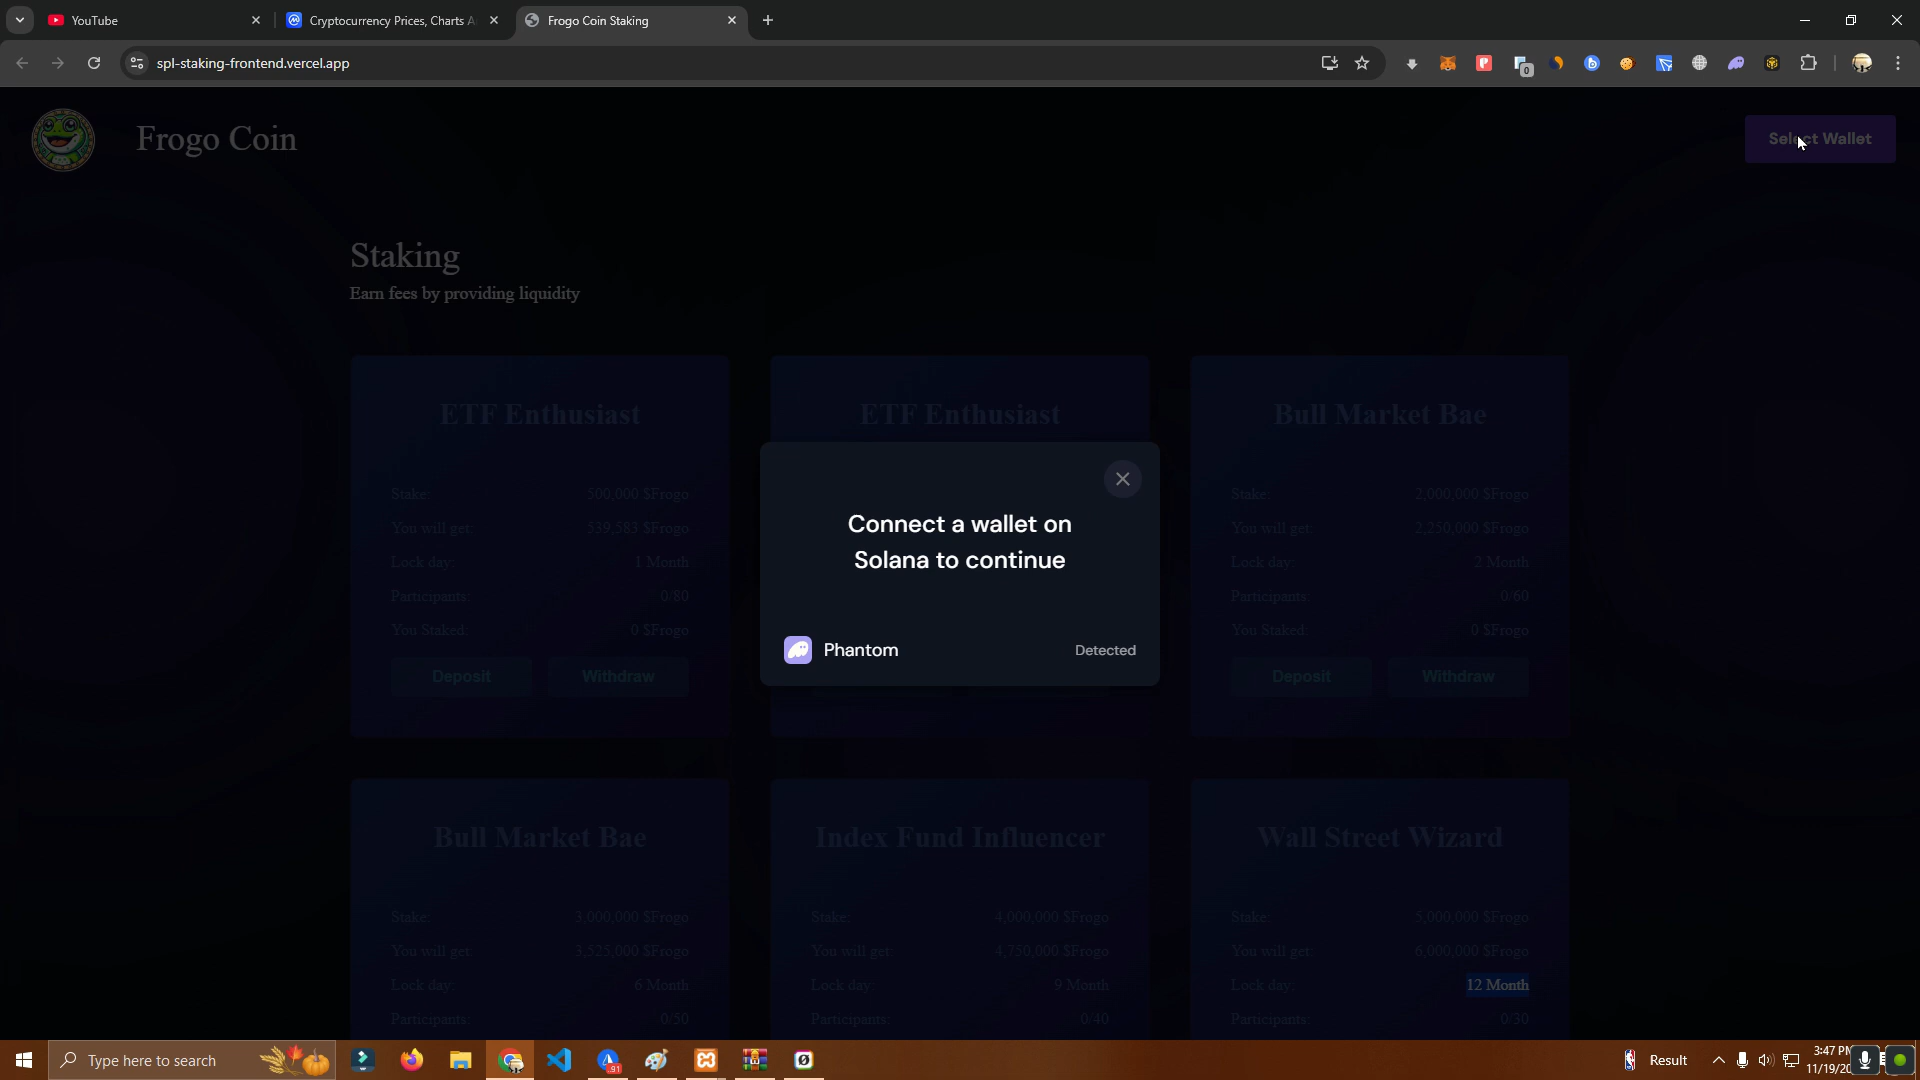 YouTube
Cryptocurrency Prices, Charts A
Frogo Coin Staking
spl-staking-frontend.vercel.app
0
Frogo Coin
Select Wallet
Staking
Earn fees by providing liquidity
ETF Enthusiast
Stake: 500,000 $Frogo
You will get: 539,583 $Frogo
Lock day: 1 Month
Participants: 0/80
You Staked: 0 $Frogo
Deposit Withdraw
ETF Enthusiast
Bull Market Bae
Stake: 2,000,000 $Frogo
You will get: 2,250,000 $Frogo
Lock day: 2 Month
Participants: 0/60
You Staked: 0 $Frogo
Deposit Withdraw
Connect a wallet on
Solana to continue
Phantom Detected
Bull Market Bae
Stake: 3,000,000 $Frogo
You will get: 3,525,000 $Frogo
Lock day: 6 Month
Participants: 0/50
Index Fund Influencer
Stake: 4,000,000 $Frogo
You will get: 4,750,000 $Frogo
Lock day: 9 Month
Participants: 0/40
Wall Street Wizard
Stake: 5,000,000 $Frogo
You will get: 6,000,000 $Frogo
Lock day: 12 Month
Participants: 0/30
Type here to search
.91
Result
3:47 PM
11/19/20